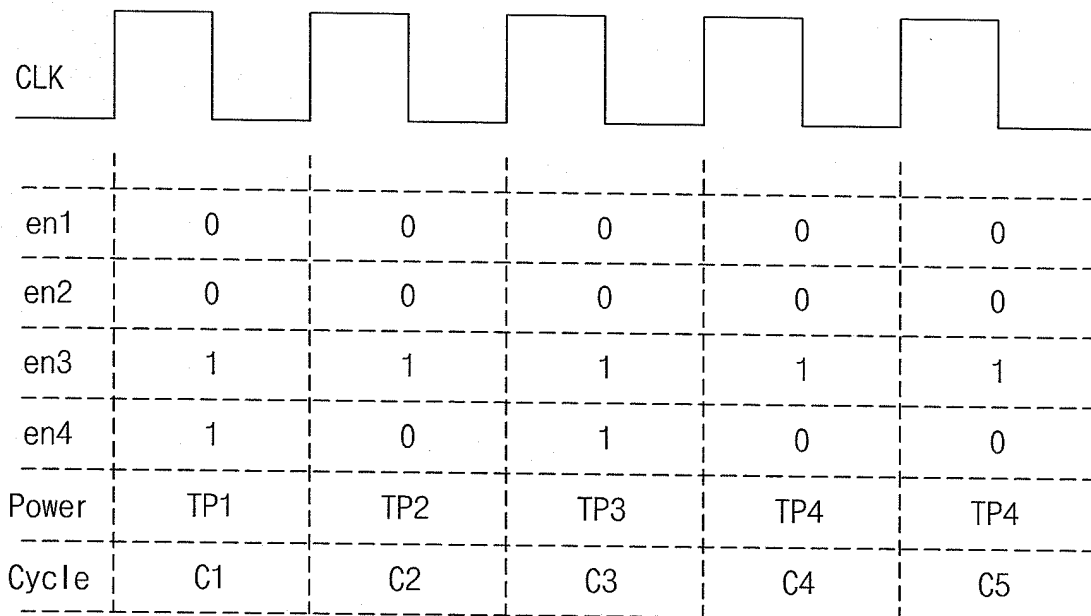 CLK
en1 0 0 0 0 0
en2 0 0 0 0 0
en3 1 1 1 1 1
en4 1 0 1 0 0
Power TP1 TP2 TP3 TP4 TP4
Cycle C1 C2 C3 C4 C5